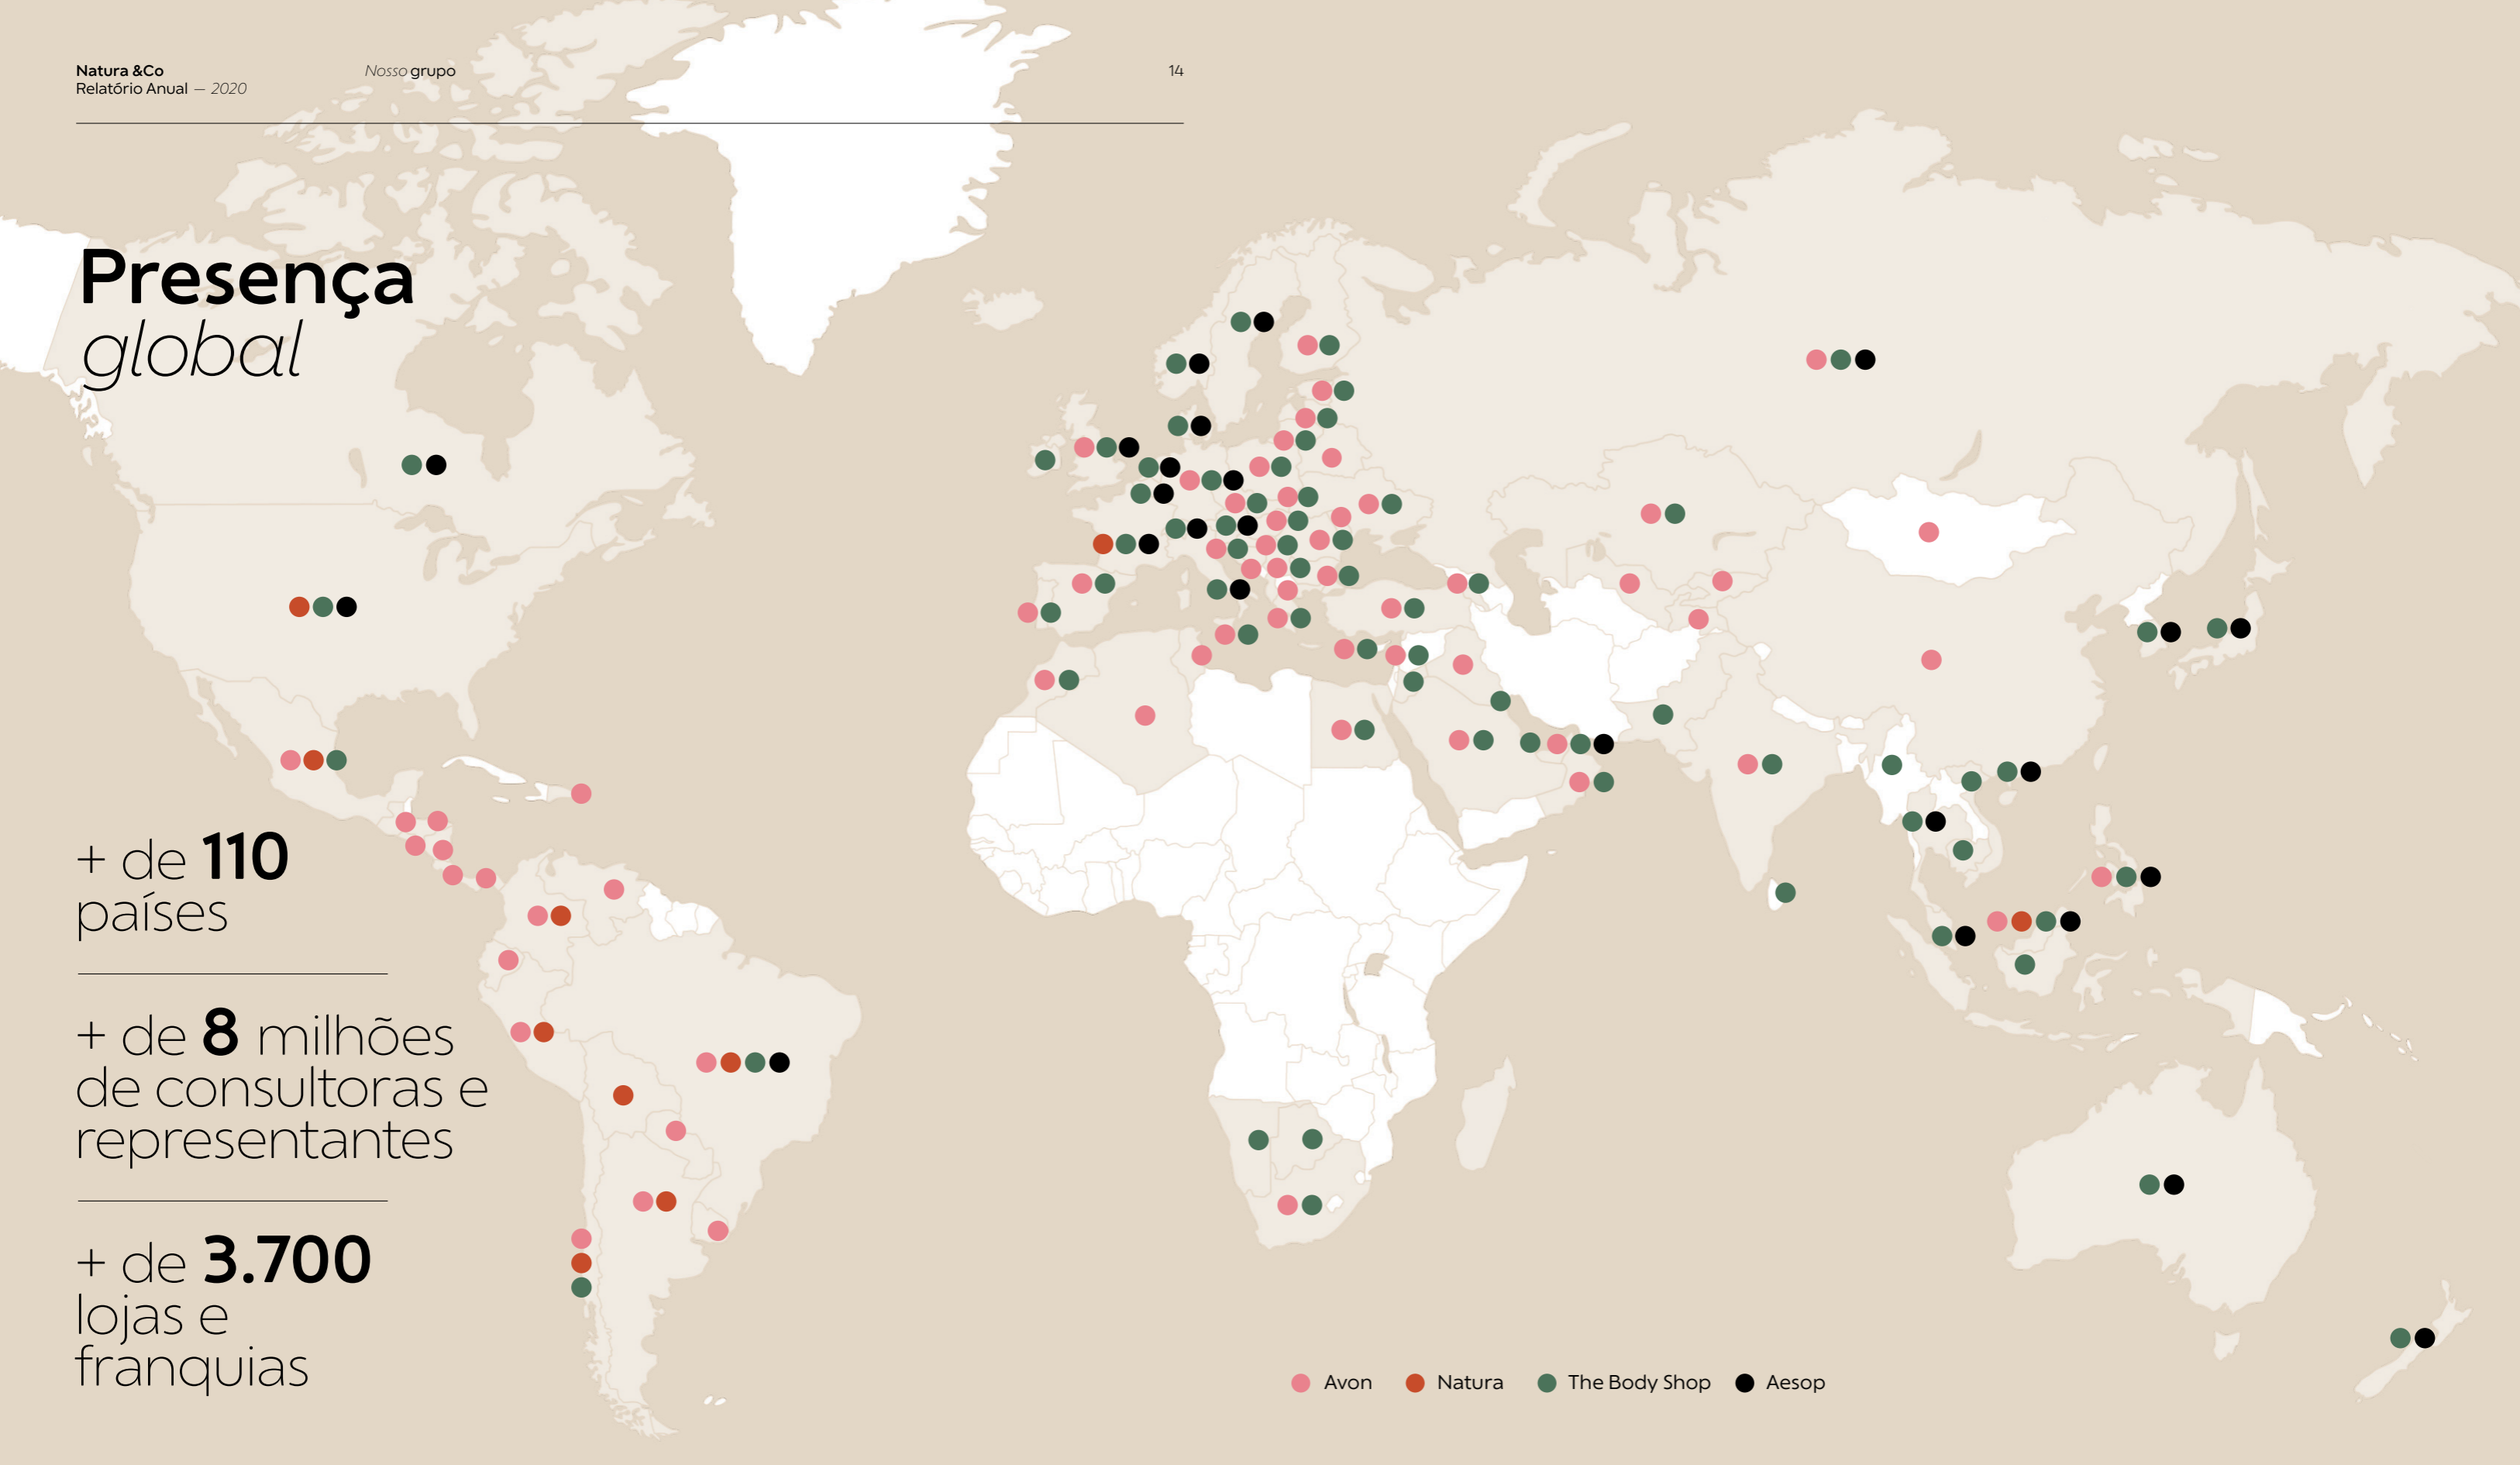 Natura &Co
Relatório Anual — 2020
Nosso grupo
14
Presença
global
+ de 110
países
+ de 8 milhões
de consultoras e
representantes
+ de 3.700
lojas e
franquias
Avon
Natura
The Body Shop
Aesop